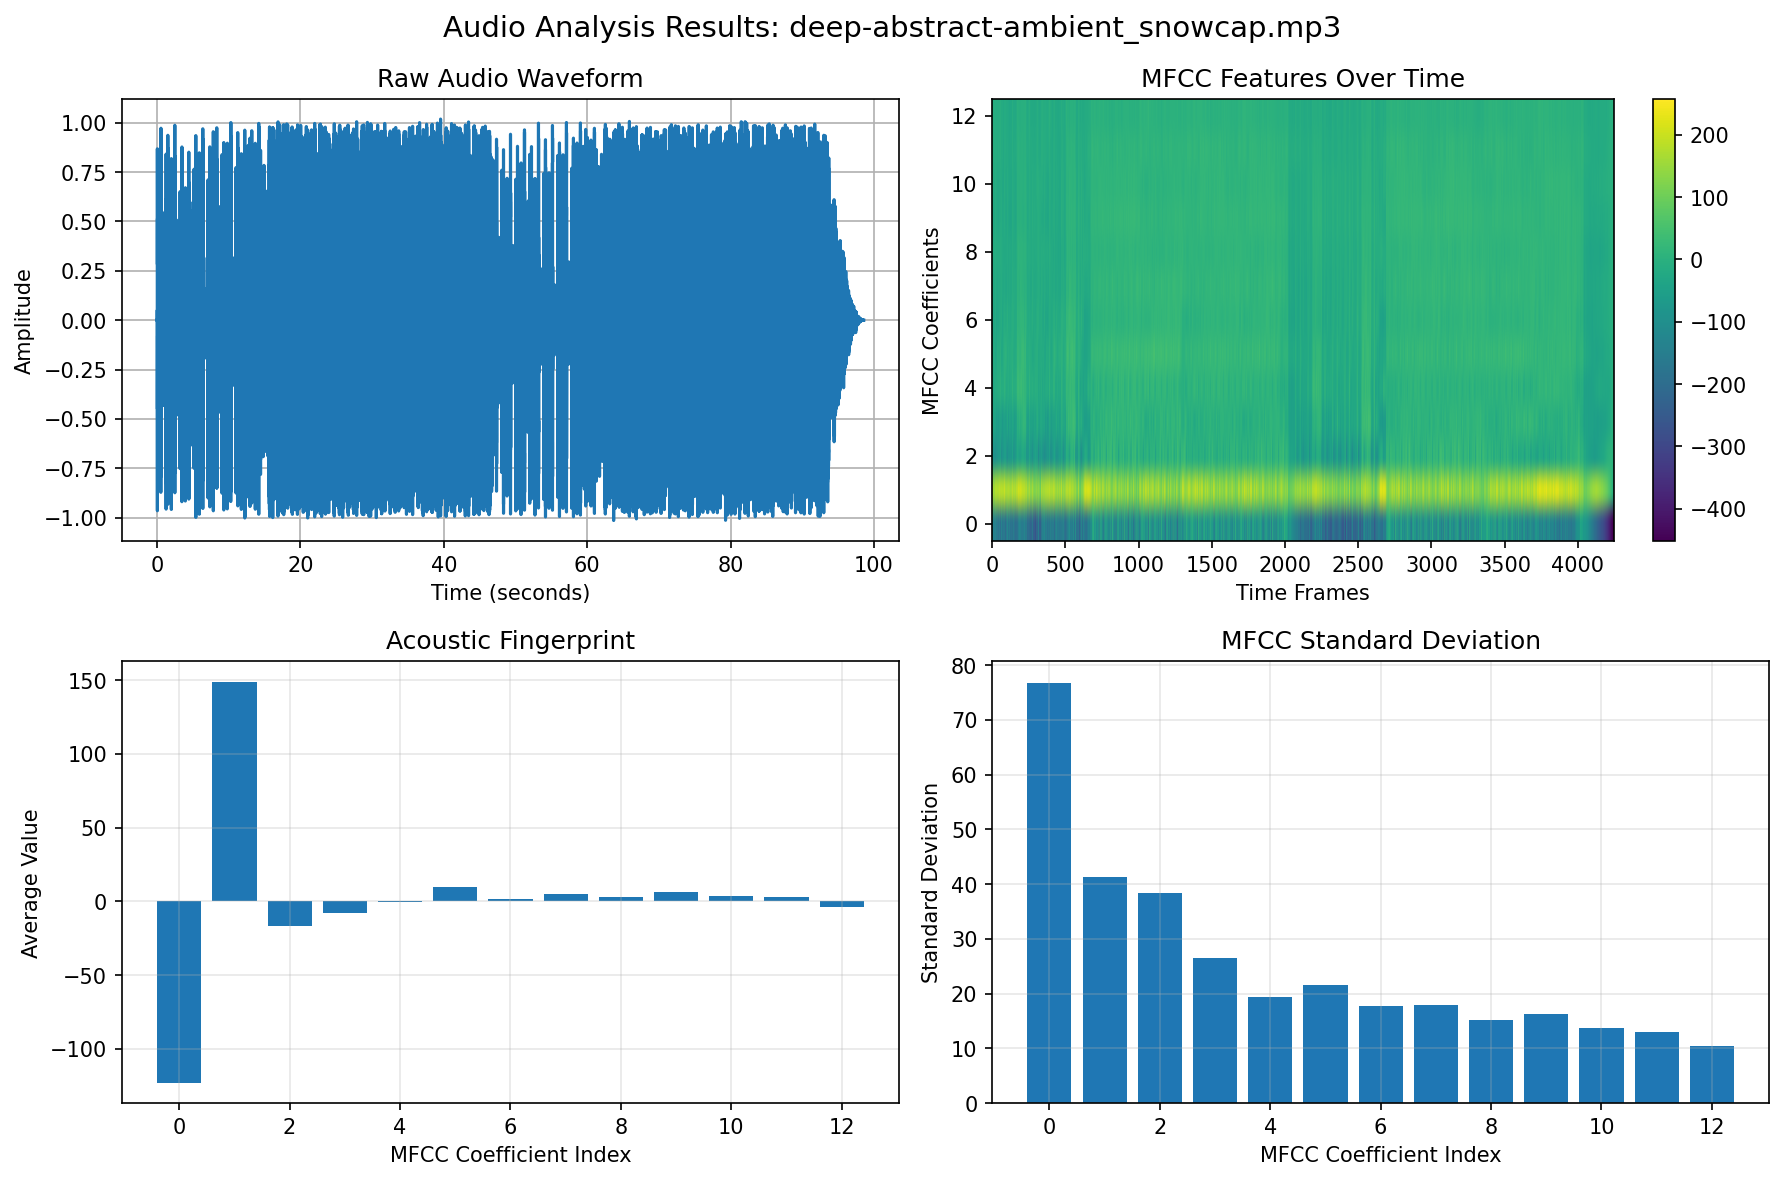 Audio Analysis Results: deep-abstract-ambient_snowcap.mp3
Raw Audio Waveform
1.00
0.75
0.50
0.25
0.00
−0.25
−0.50
−0.75
−1.00
Amplitude
0 20 40 60 80 100
Time (seconds)
MFCC Features Over Time
12
10
8
6
4
2
0
MFCC Coefficients
0 500 1000 1500 2000 2500 3000 3500 4000
Time Frames
200
100
0
−100
−200
−300
−400
Acoustic Fingerprint
150
100
50
0
−50
−100
Average Value
0 2 4 6 8 10 12
MFCC Coefficient Index
MFCC Standard Deviation
80
70
60
50
40
30
20
10
0
Standard Deviation
0 2 4 6 8 10 12
MFCC Coefficient Index